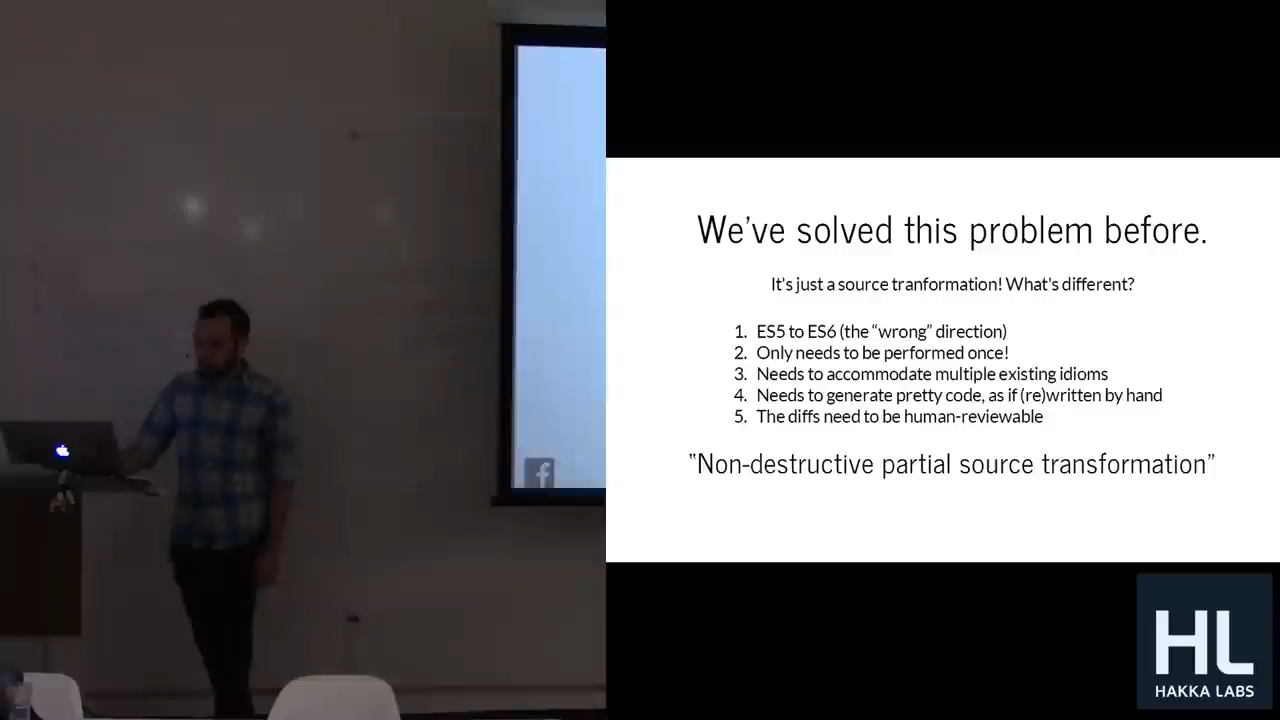 We've solved this problem before.
It's just a source tranformation! What's different?
1. ES5 to ES6 (the “wrong” direction)
2. Only needs to be performed once!
3. Needs to accommodate multiple existing idioms
4. Needs to generate pretty code, as if (re)written by hand
5. The diffs need to be human-reviewable
“Non-destructive partial source transformation”
f
HL
HAKKA LABS